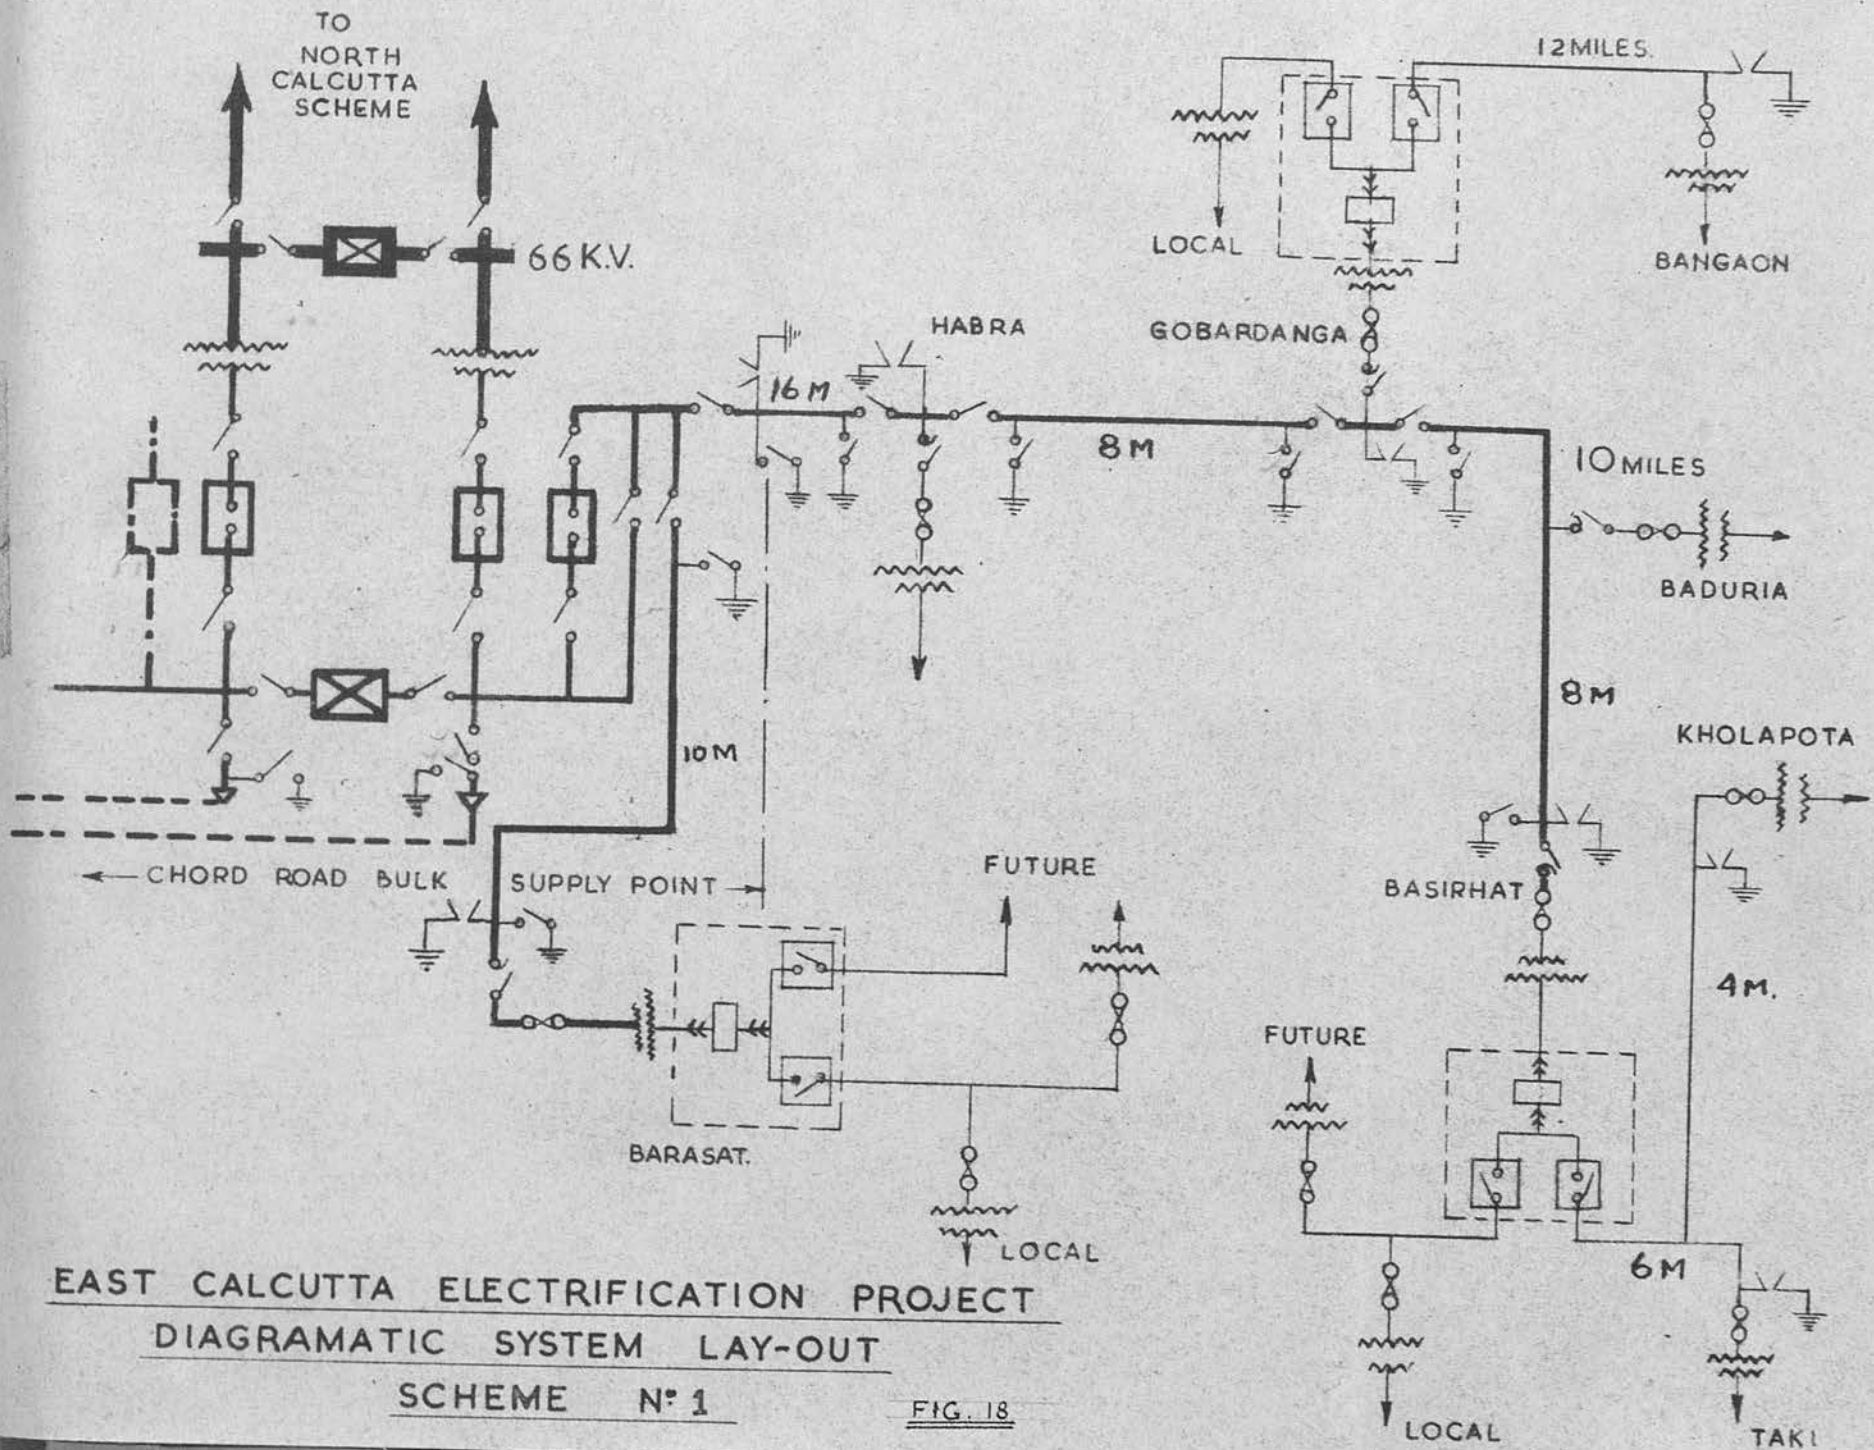 TO
NORTH
CALCUTTA
SCHEME
12 MILES.
66 K.V.
LOCAL
BANGAON
HABRA
GOBARDANGA
16 M
8 M
10 MILES
BADURIA
8 M
KHOLAPOTA
10 M
CHORD ROAD BULK SUPPLY POINT
FUTURE
BASIRHAT
4 M.
FUTURE
BARASAT.
LOCAL
6 M
EAST CALCUTTA ELECTRIFICATION PROJECT
DIAGRAMATIC SYSTEM LAY-OUT
SCHEME Nº 1
FIG. 18
LOCAL
TAKI